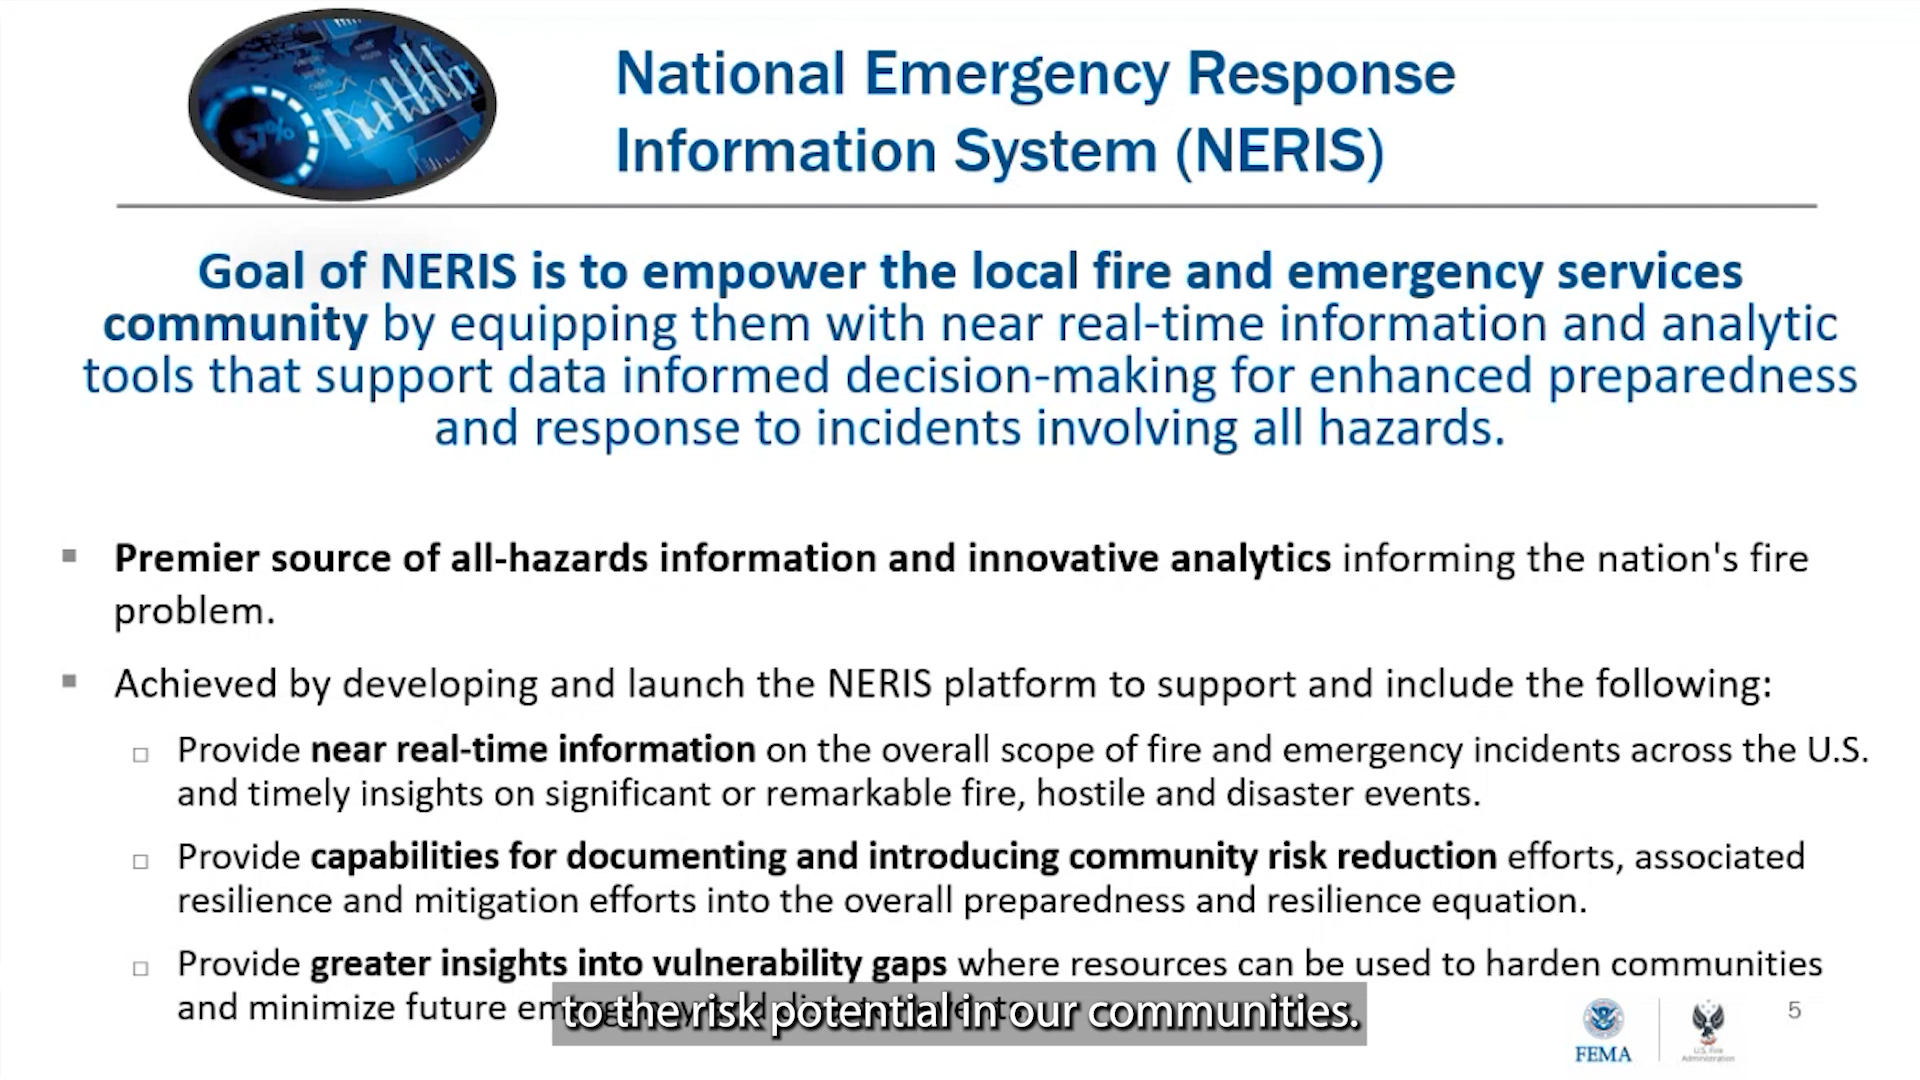 57%
National Emergency Response
Information System (NERIS)
Goal of NERIS is to empower the local fire and emergency services
community by equipping them with near real-time information and analytic
tools that support data informed decision-making for enhanced preparedness
and response to incidents involving all hazards.
▪ Premier source of all-hazards information and innovative analytics informing the nation's fire
problem.
▪ Achieved by developing and launch the NERIS platform to support and include the following:
□ Provide near real-time information on the overall scope of fire and emergency incidents across the U.S.
and timely insights on significant or remarkable fire, hostile and disaster events.
□ Provide capabilities for documenting and introducing community risk reduction efforts, associated
resilience and mitigation efforts into the overall preparedness and resilience equation.
□ Provide greater insights into vulnerability gaps where resources can be used to harden communities
and minimize future
to the risk potential in our communities.
FEMA
U.S. Fire
Administration
5